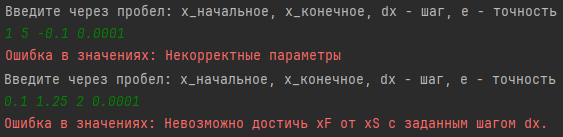 Введите через пробел: x_начальное, x_конечное, dx - шаг, e - точность
1 5 -0.1 0.0001
Ошибка в значениях: Некорректные параметры
Введите через пробел: x_начальное, x_конечное, dx - шаг, e - точность
0.1 1.25 2 0.0001
Ошибка в значениях: Невозможно достичь xF от xS с заданным шагом dx.